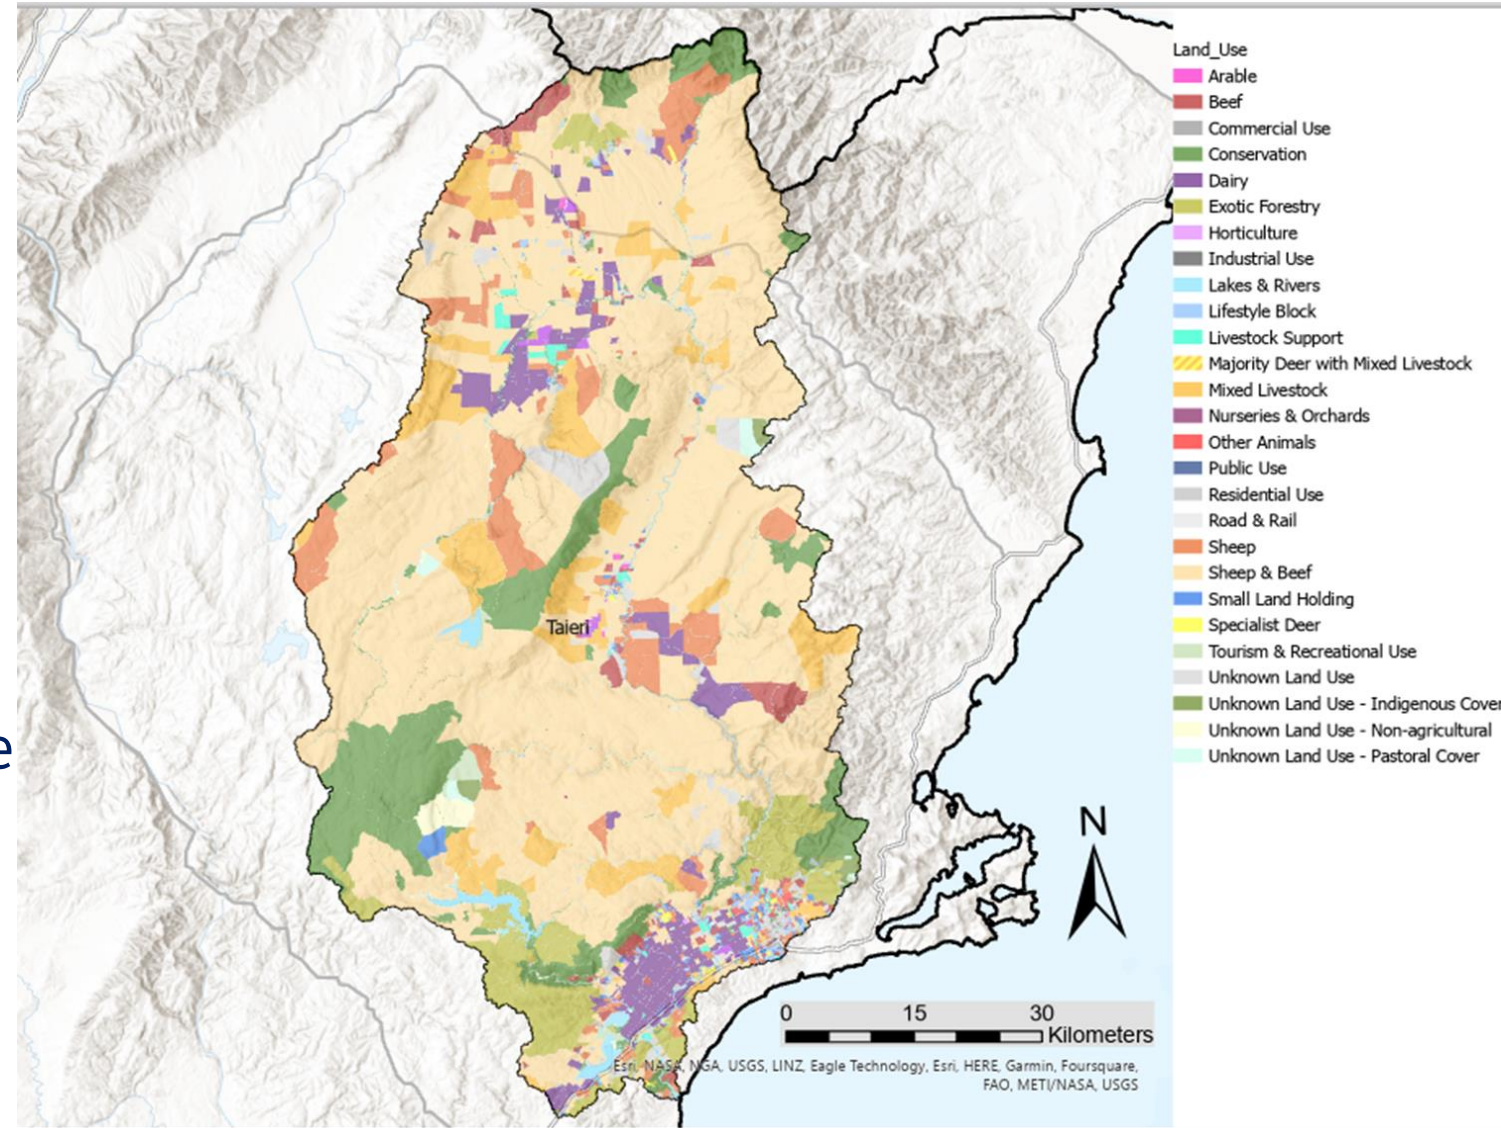 Land_Use
Arable
Beef
Commercial Use
Conservation
Dairy
Exotic Forestry
Horticulture
Industrial Use
Lakes & Rivers
Lifestyle Block
Livestock Support
Majority Deer with Mixed Livestock
Mixed Livestock
Nurseries & Orchards
Other Animals
Public Use
Residential Use
Road & Rail
Sheep
Sheep & Beef
Small Land Holding
Specialist Deer
Tourism & Recreational Use
Unknown Land Use
Unknown Land Use - Indigenous Cover
Unknown Land Use - Non-agricultural
Unknown Land Use - Pastoral Cover
Taieri
e
N
0 15 30
Kilometers
Esri, NASA, NGA, USGS, LINZ, Eagle Technology, Esri, HERE, Garmin, Foursquare,
FAO, METI/NASA, USGS